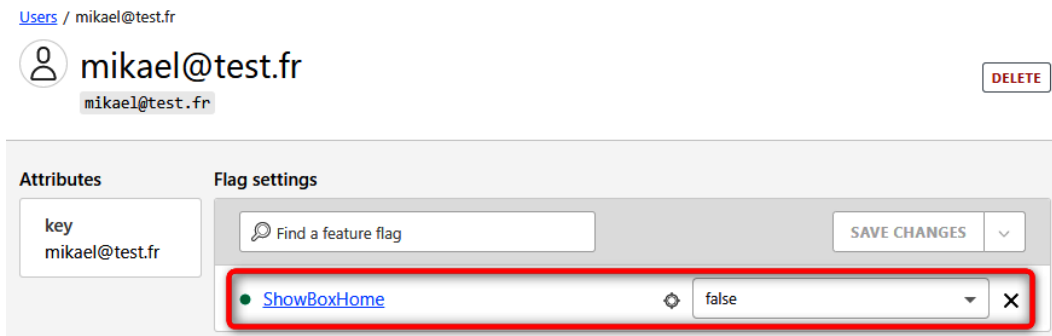 Users / mikael@test.fr
mikael@test.fr
mikael@test.fr
DELETE
Attributes
Flag settings
key
mikael@test.fr
Find a feature flag
SAVE CHANGES
ShowBoxHome
false